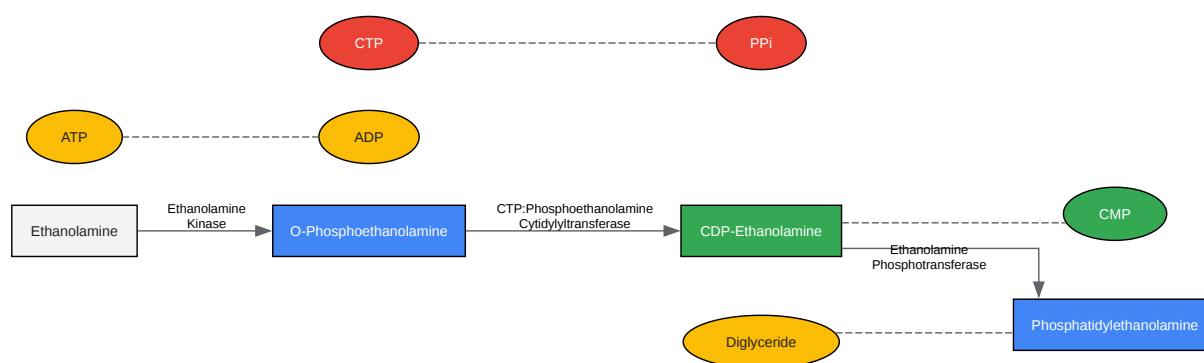 CTP
PPi
ATP
ADP
Ethanolamine
Ethanolamine
Kinase
O-Phosphoethanolamine
CTP:Phosphoethanolamine
Cytidylyltransferase
CDP-Ethanolamine
CMP
Ethanolamine
Phosphotransferase
Phosphatidylethanolamine
Diglyceride